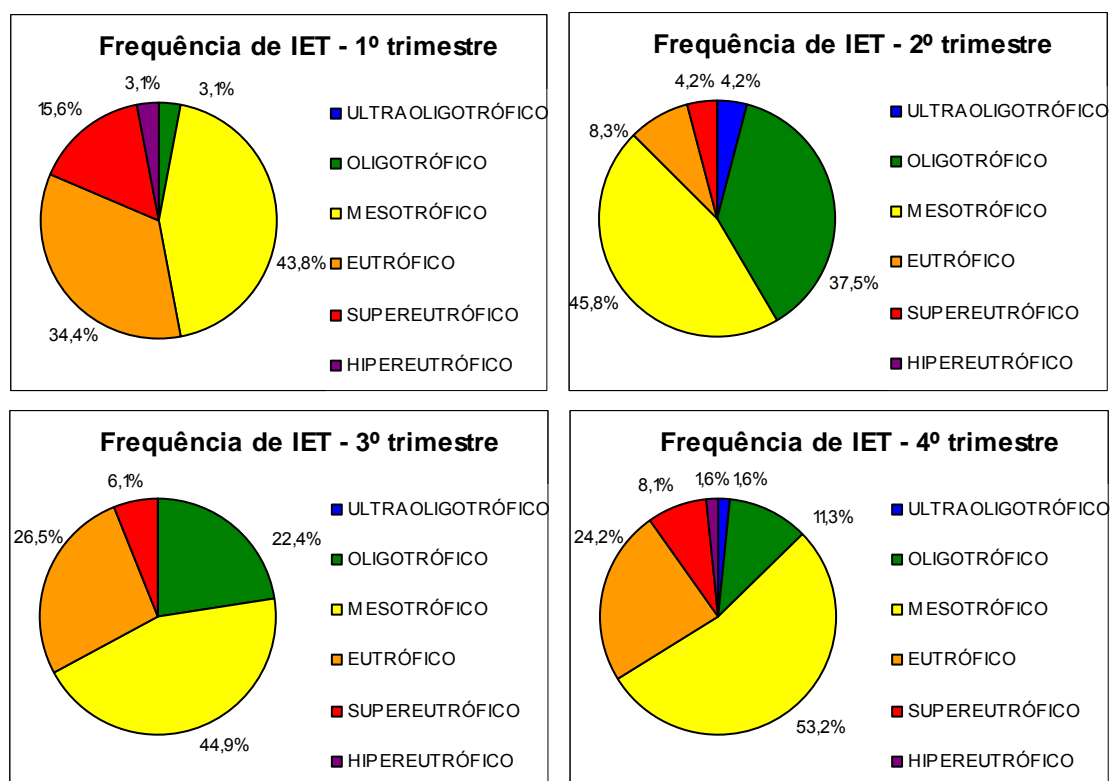 Frequência de IET - 1º trimestre
3,1%
3,1%
15,6%
43,8%
34,4%
ULTRAOLIGOTRÓFICO
OLIGOTRÓFICO
MESOTRÓFICO
EUTRÓFICO
SUPEREUTRÓFICO
HIPEREUTRÓFICO
Frequência de IET - 2º trimestre
4,2%
4,2%
8,3%
37,5%
45,8%
ULTRAOLIGOTRÓFICO
OLIGOTRÓFICO
MESOTRÓFICO
EUTRÓFICO
SUPEREUTRÓFICO
HIPEREUTRÓFICO
Frequência de IET - 3º trimestre
6,1%
26,5%
22,4%
44,9%
ULTRAOLIGOTRÓFICO
OLIGOTRÓFICO
MESOTRÓFICO
EUTRÓFICO
SUPEREUTRÓFICO
HIPEREUTRÓFICO
Frequência de IET - 4º trimestre
1,6%
1,6%
8,1%
11,3%
24,2%
53,2%
ULTRAOLIGOTRÓFICO
OLIGOTRÓFICO
MESOTRÓFICO
EUTRÓFICO
SUPEREUTRÓFICO
HIPEREUTRÓFICO